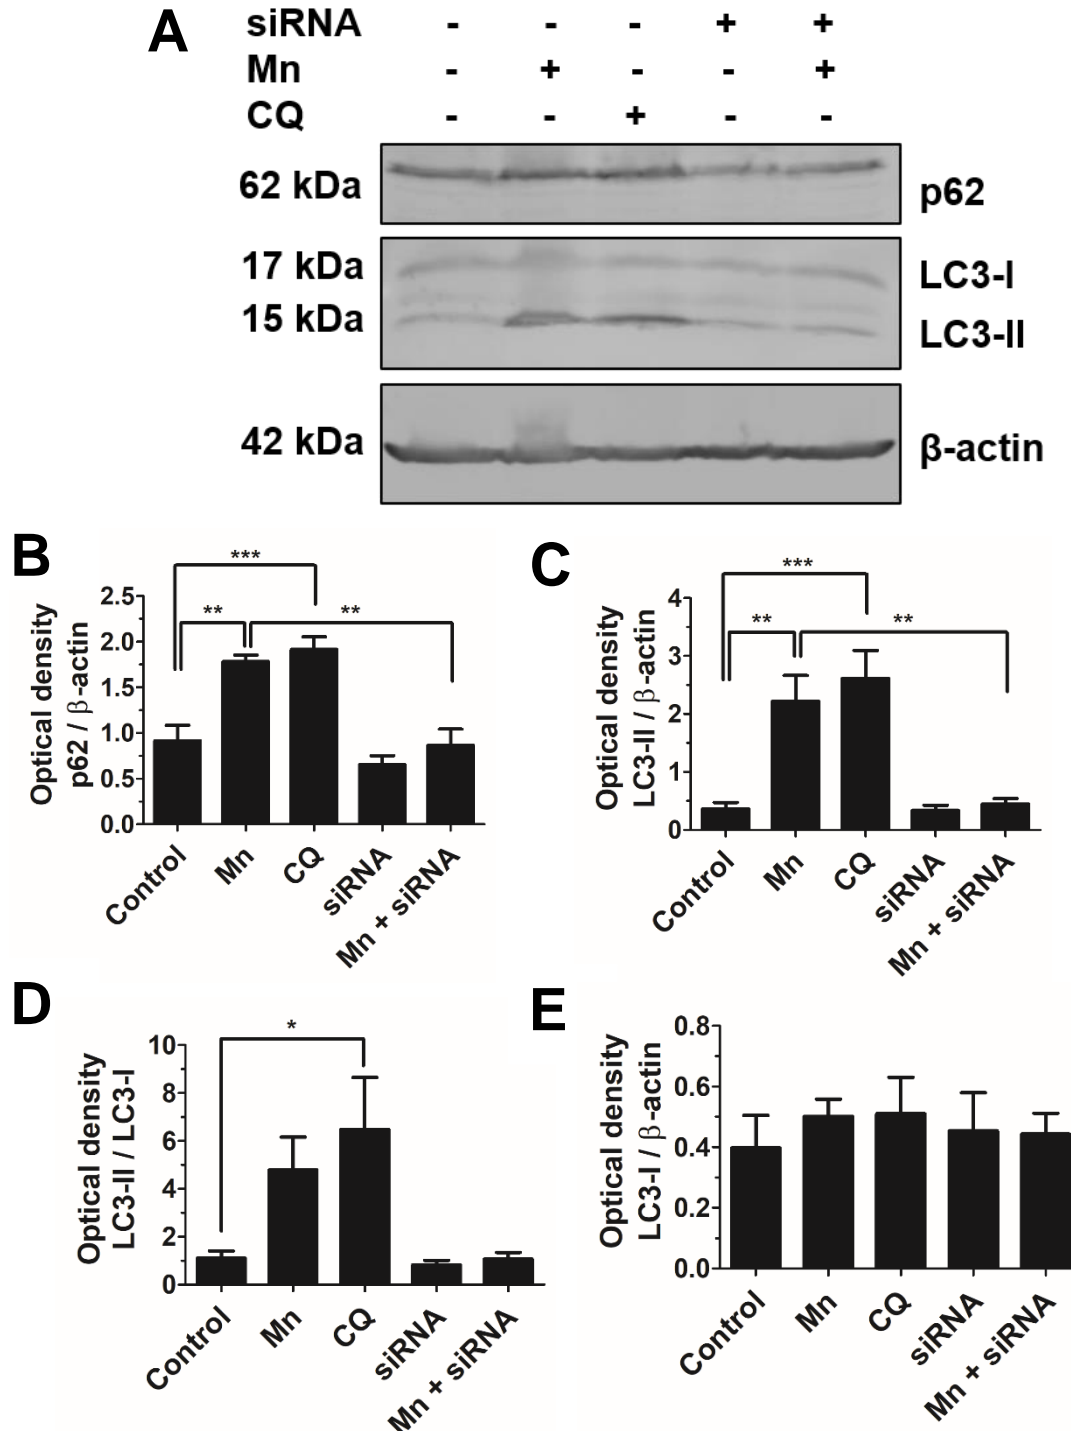 A
siRNA - - - + +
Mn - + - - +
CQ - - + - -
62 kDa p62
17 kDa LC3-I
15 kDa LC3-II
42 kDa β-actin
B
Optical density
p62 / β-actin
2.5
2.0
1.5
1.0
0.5
0.0
***
** **
Control Mn CQ siRNA Mn + siRNA
C
Optical density
LC3-II / β-actin
4
3
2
1
0
***
** **
Control Mn CQ siRNA Mn + siRNA
D
Optical density
LC3-II / LC3-I
10
8
6
4
2
0
*
Control Mn CQ siRNA Mn + siRNA
E
Optical density
LC3-I / β-actin
0.8
0.6
0.4
0.2
0.0
Control Mn CQ siRNA Mn + siRNA